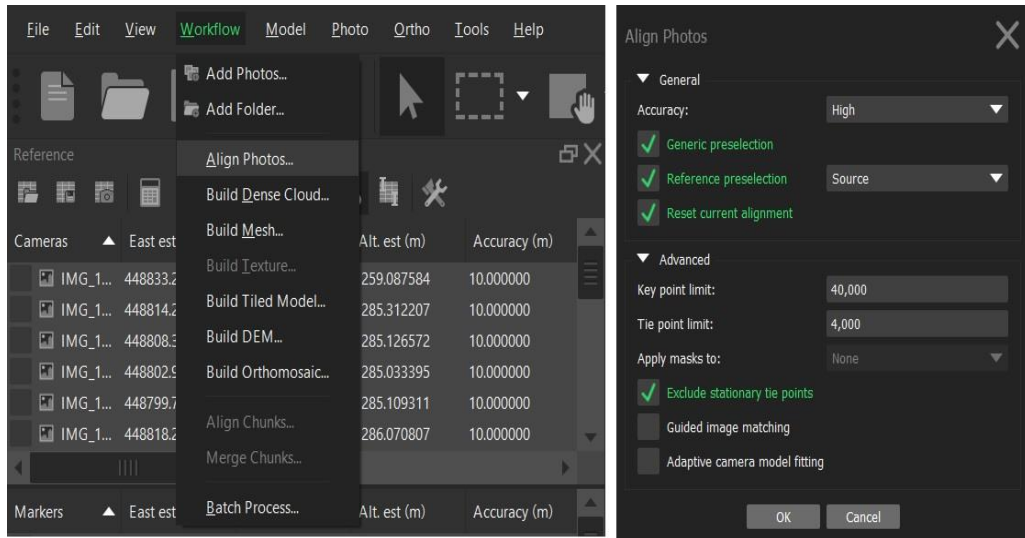 File Edit View Workflow Model Photo Ortho Tools Help
Add Photos...
Add Folder...
Reference
Align Photos...
Build Dense Cloud...
Build Mesh...
Build Texture...
Build Tiled Model...
Build DEM...
Build Orthomosaic...
Align Chunks...
Merge Chunks...
Batch Process...
Cameras East est Alt. est (m) Accuracy (m)
IMG_1... 448833.2 259.087584 10.000000
IMG_1... 448814.2 285.312207 10.000000
IMG_1... 448808.3 285.126572 10.000000
IMG_1... 448802.9 285.033395 10.000000
IMG_1... 448799.7 285.109311 10.000000
IMG_1... 448818.2 286.070807 10.000000
Markers East est Alt. est (m) Accuracy (m)
Align Photos
General
Accuracy: High
Generic preselection
Reference preselection Source
Reset current alignment
Advanced
Key point limit: 40,000
Tie point limit: 4,000
Apply masks to: None
Exclude stationary tie points
Guided image matching
Adaptive camera model fitting
OK Cancel